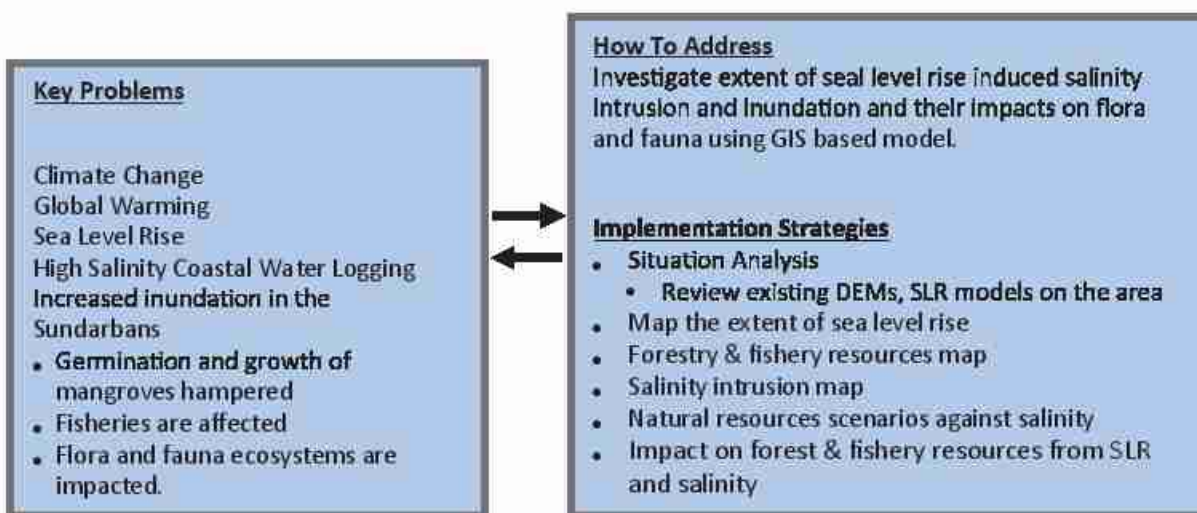 Key Problems
Climate Change
Global Warming
Sea Level Rise
High Salinity Coastal Water Logging
Increased inundation in the
Sundarbans
• Germination and growth of
mangroves hampered
• Fisheries are affected
• Flora and fauna ecosystems are
impacted.
How To Address
Investigate extent of seal level rise induced salinity
Intrusion and inundation and their impacts on flora
and fauna using GIS based model.
Implementation Strategies
• Situation Analysis
• Review existing DEMs, SLR models on the area
• Map the extent of sea level rise
• Forestry & fishery resources map
• Salinity intrusion map
• Natural resources scenarios against salinity
• Impact on forest & fishery resources from SLR
and salinity